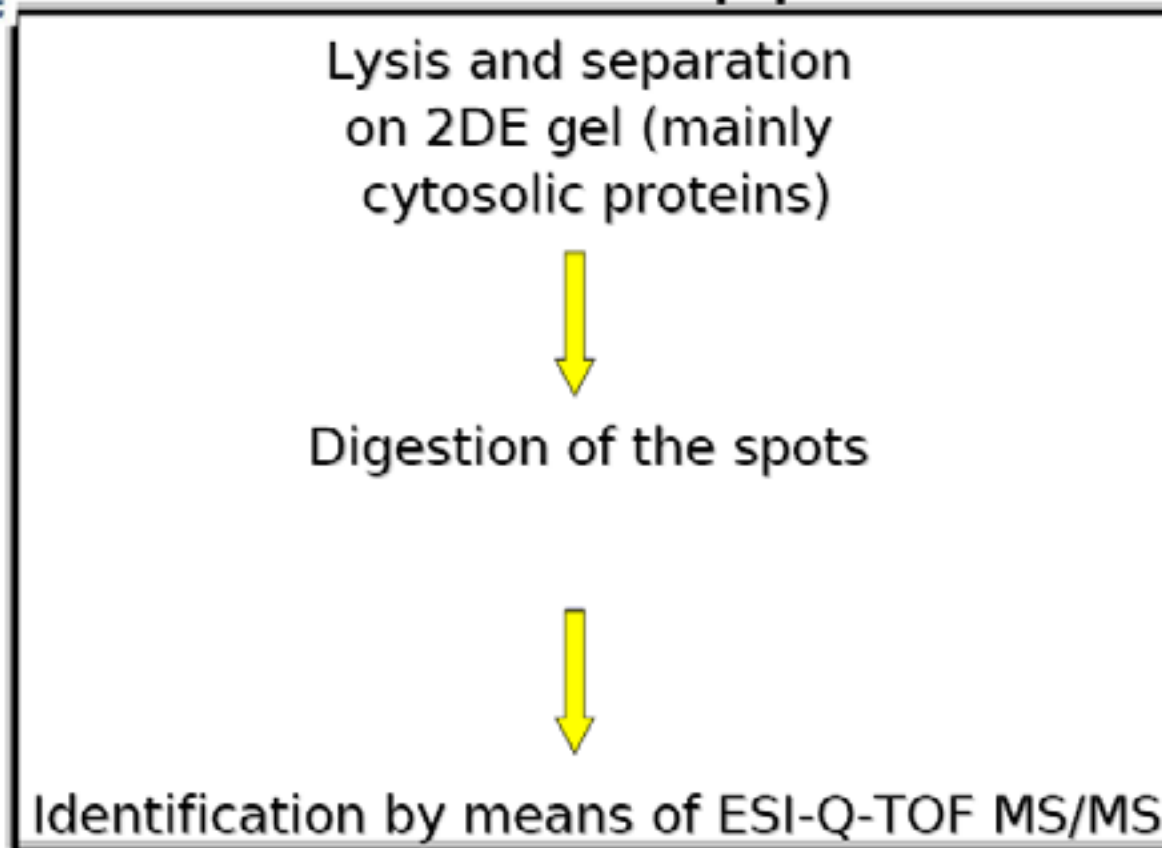 Lysis and separation
on 2DE gel (mainly
cytosolic proteins)
Digestion of the spots
Identification by means of ESI-Q-TOF MS/MS